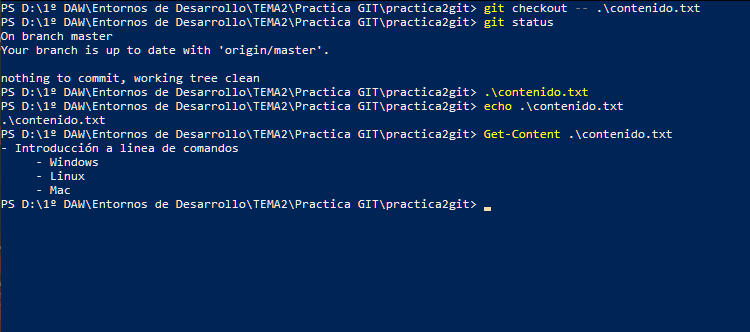 PS D:\1º DAW\Entornos de Desarrollo\TEMA2\Practica GIT\practica2git> git checkout -- .\contenido.txt
PS D:\1º DAW\Entornos de Desarrollo\TEMA2\Practica GIT\practica2git> git status
On branch master
Your branch is up to date with 'origin/master'.
nothing to commit, working tree clean
PS D:\1º DAW\Entornos de Desarrollo\TEMA2\Practica GIT\practica2git> .\contenido.txt
PS D:\1º DAW\Entornos de Desarrollo\TEMA2\Practica GIT\practica2git> echo .\contenido.txt
.\contenido.txt
PS D:\1º DAW\Entornos de Desarrollo\TEMA2\Practica GIT\practica2git> Get-Content .\contenido.txt
- Introducción a linea de comandos
- Windows
- Linux
- Mac
PS D:\1º DAW\Entornos de Desarrollo\TEMA2\Practica GIT\practica2git>